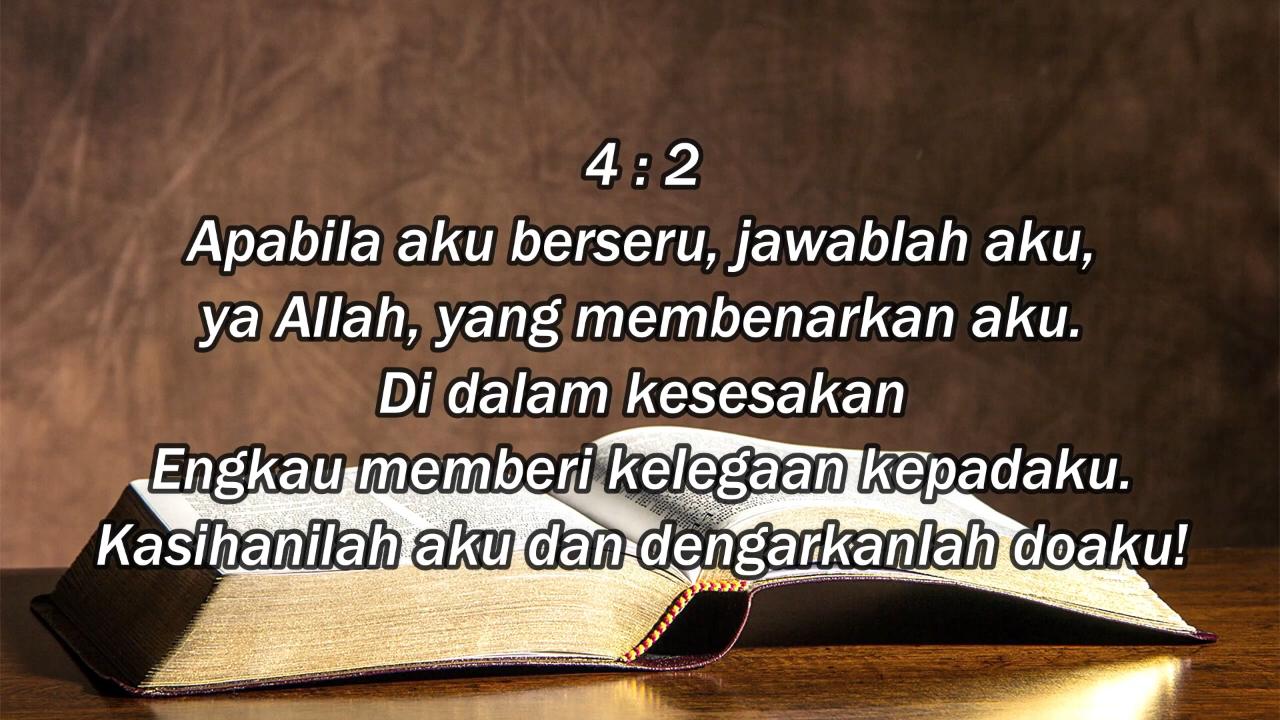 4 : 2
Apabila aku berseru, jawablah aku,
ya Allah, yang membenarkan aku.
Di dalam kesesakan
Engkau memberi kelegaan kepadaku.
Kasihanilah aku dan dengarkanlah doaku!